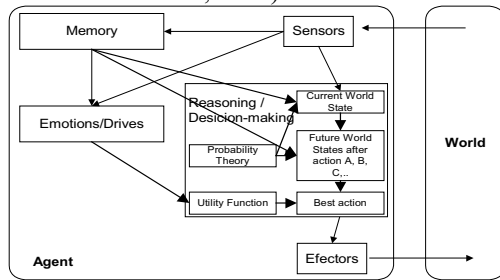 Memory
Sensors
Reasoning /
Desicion-making
Current World
State
Emotions/Drives
Future World
States after
action A, B,
C,..
Probability
Theory
World
Utility Function
Best action
Efectors
Agent